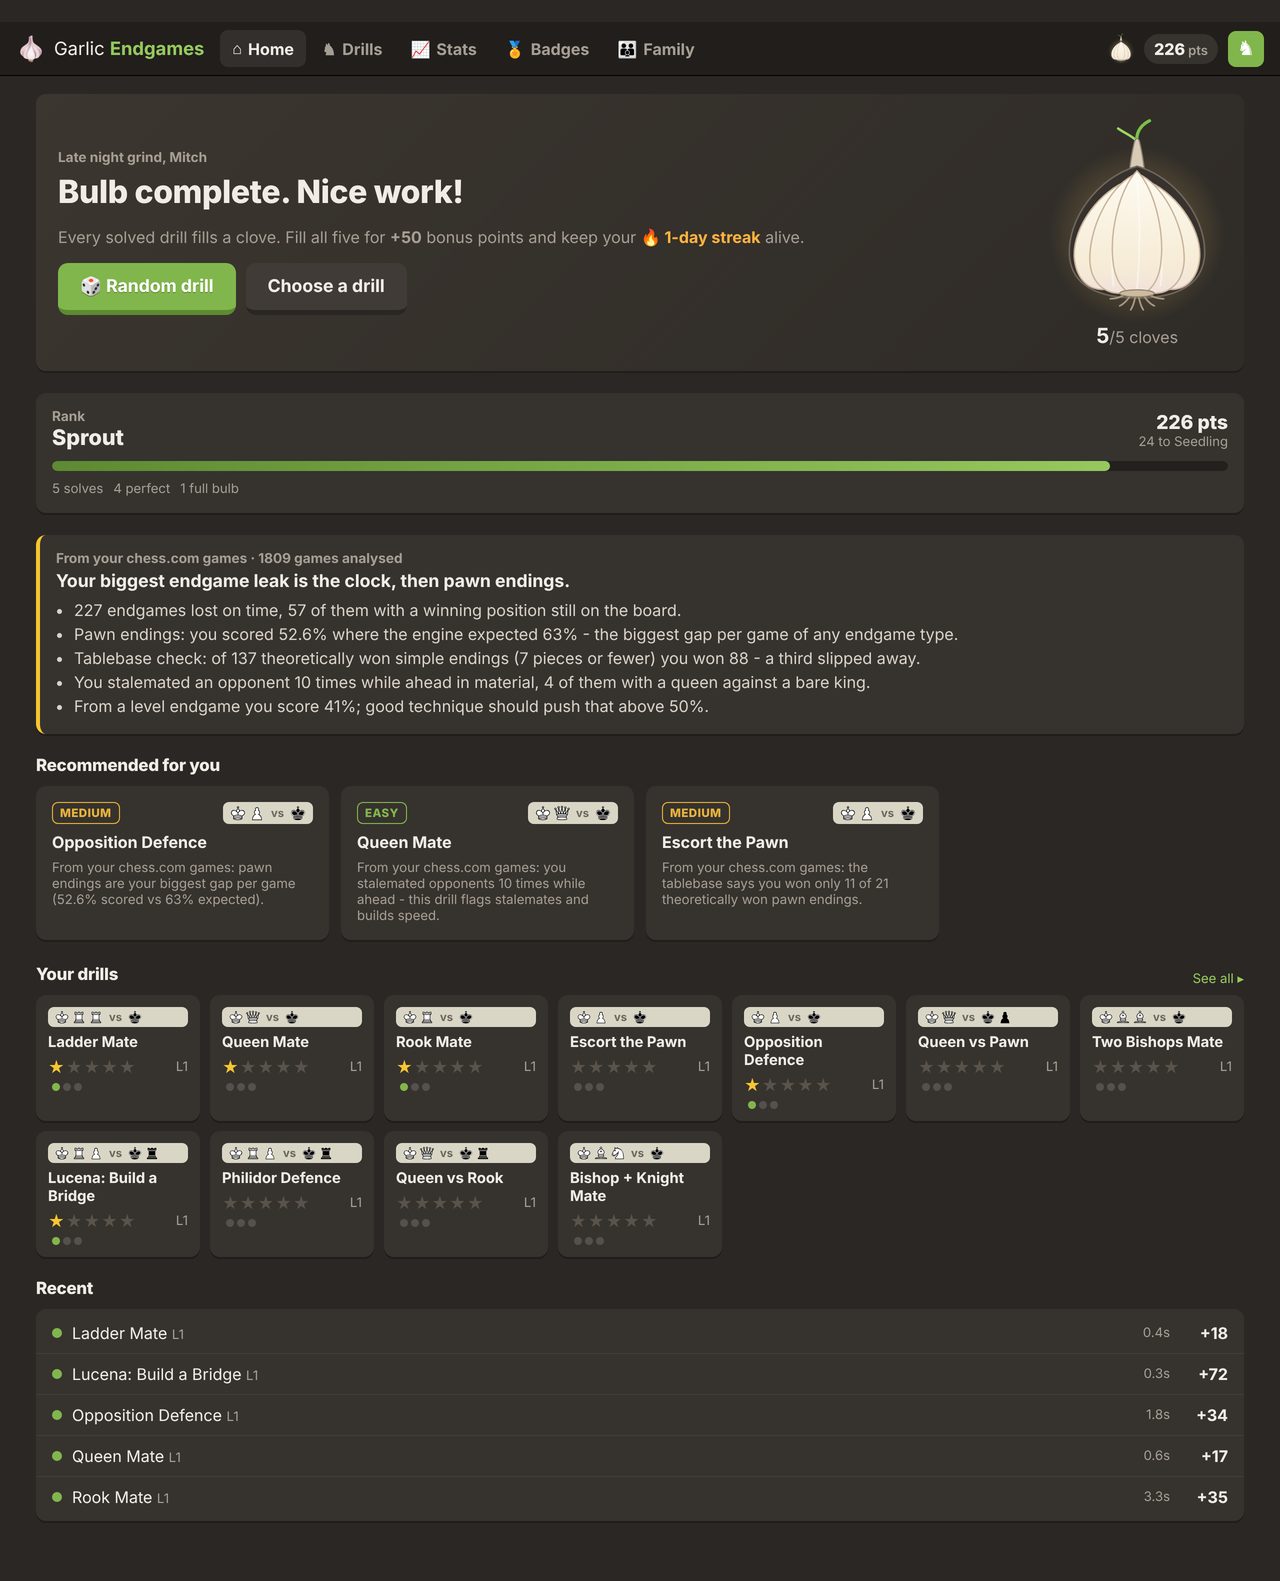 Garlic Endgames
Home
Drills
Stats
Badges
Family
226 pts
Late night grind, Mitch
Bulb complete. Nice work!
Every solved drill fills a clove. Fill all five for +50 bonus points and keep your 🔥 1-day streak alive.
🎲 Random drill
Choose a drill
5/5 cloves
Rank
Sprout
226 pts
24 to Seedling
5 solves 4 perfect 1 full bulb
From your chess.com games · 1809 games analysed
Your biggest endgame leak is the clock, then pawn endings.
• 227 endgames lost on time, 57 of them with a winning position still on the board.
• Pawn endings: you scored 52.6% where the engine expected 63% - the biggest gap per game of any endgame type.
• Tablebase check: of 137 theoretically won simple endings (7 pieces or fewer) you won 88 - a third slipped away.
• You stalemated an opponent 10 times while ahead in material, 4 of them with a queen against a bare king.
• From a level endgame you score 41%; good technique should push that above 50%.
Recommended for you
MEDIUM
♔♙ vs ♚
Opposition Defence
From your chess.com games: pawn
endings are your biggest gap per game
(52.6% scored vs 63% expected).
EASY
♔♕ vs ♚
Queen Mate
From your chess.com games: you
stalemated opponents 10 times while
ahead - this drill flags stalemates and
builds speed.
MEDIUM
♔♙ vs ♚
Escort the Pawn
From your chess.com games: the
tablebase says you won only 11 of 21
theoretically won pawn endings.
Your drills
See all ▸
♔♖♖ vs ♚
Ladder Mate
★★★★★ L1
♔♕ vs ♚
Queen Mate
★★★★★ L1
♔♖ vs ♚
Rook Mate
★★★★★ L1
♔♙ vs ♚
Escort the Pawn
★★★★★ L1
♔♙ vs ♚
Opposition
Defence
★★★★★ L1
♔♕ vs ♚♟
Queen vs Pawn
★★★★★ L1
♔♗♗ vs ♚
Two Bishops Mate
★★★★★ L1
♔♖♙ vs ♚♜
Lucena: Build a
Bridge
★★★★★ L1
♔♖♙ vs ♚♜
Philidor Defence
★★★★★ L1
♔♕ vs ♚♜
Queen vs Rook
★★★★★ L1
♔♗♘ vs ♚
Bishop + Knight
Mate
★★★★★ L1
Recent
Ladder Mate L1 0.4s +18
Lucena: Build a Bridge L1 0.3s +72
Opposition Defence L1 1.8s +34
Queen Mate L1 0.6s +17
Rook Mate L1 3.3s +35